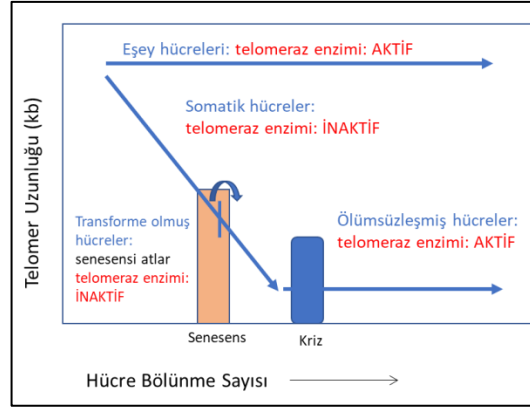 Eşey hücreleri: telomeraz enzimi: AKTİF
Somatik hücreler:
telomeraz enzimi: İNAKTİF
Telomer Uzunluğu (kb)
Transforme olmuş
hücreler:
senesensi atlar
telomeraz enzimi:
İNAKTİF
Ölümsüzleşmiş hücreler:
telomeraz enzimi: AKTİF
Senesens
Kriz
Hücre Bölünme Sayısı